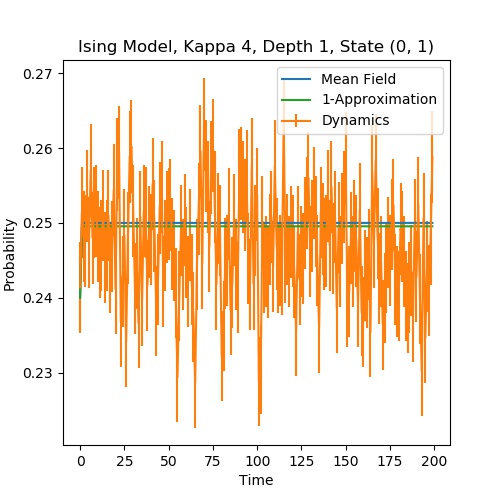 Ising Model, Kappa 4, Depth 1, State (0, 1)
Mean Field
1-Approximation
Dynamics
0.27
0.26
0.25
0.24
0.23
Probability
0 25 50 75 100 125 150 175 200
Time